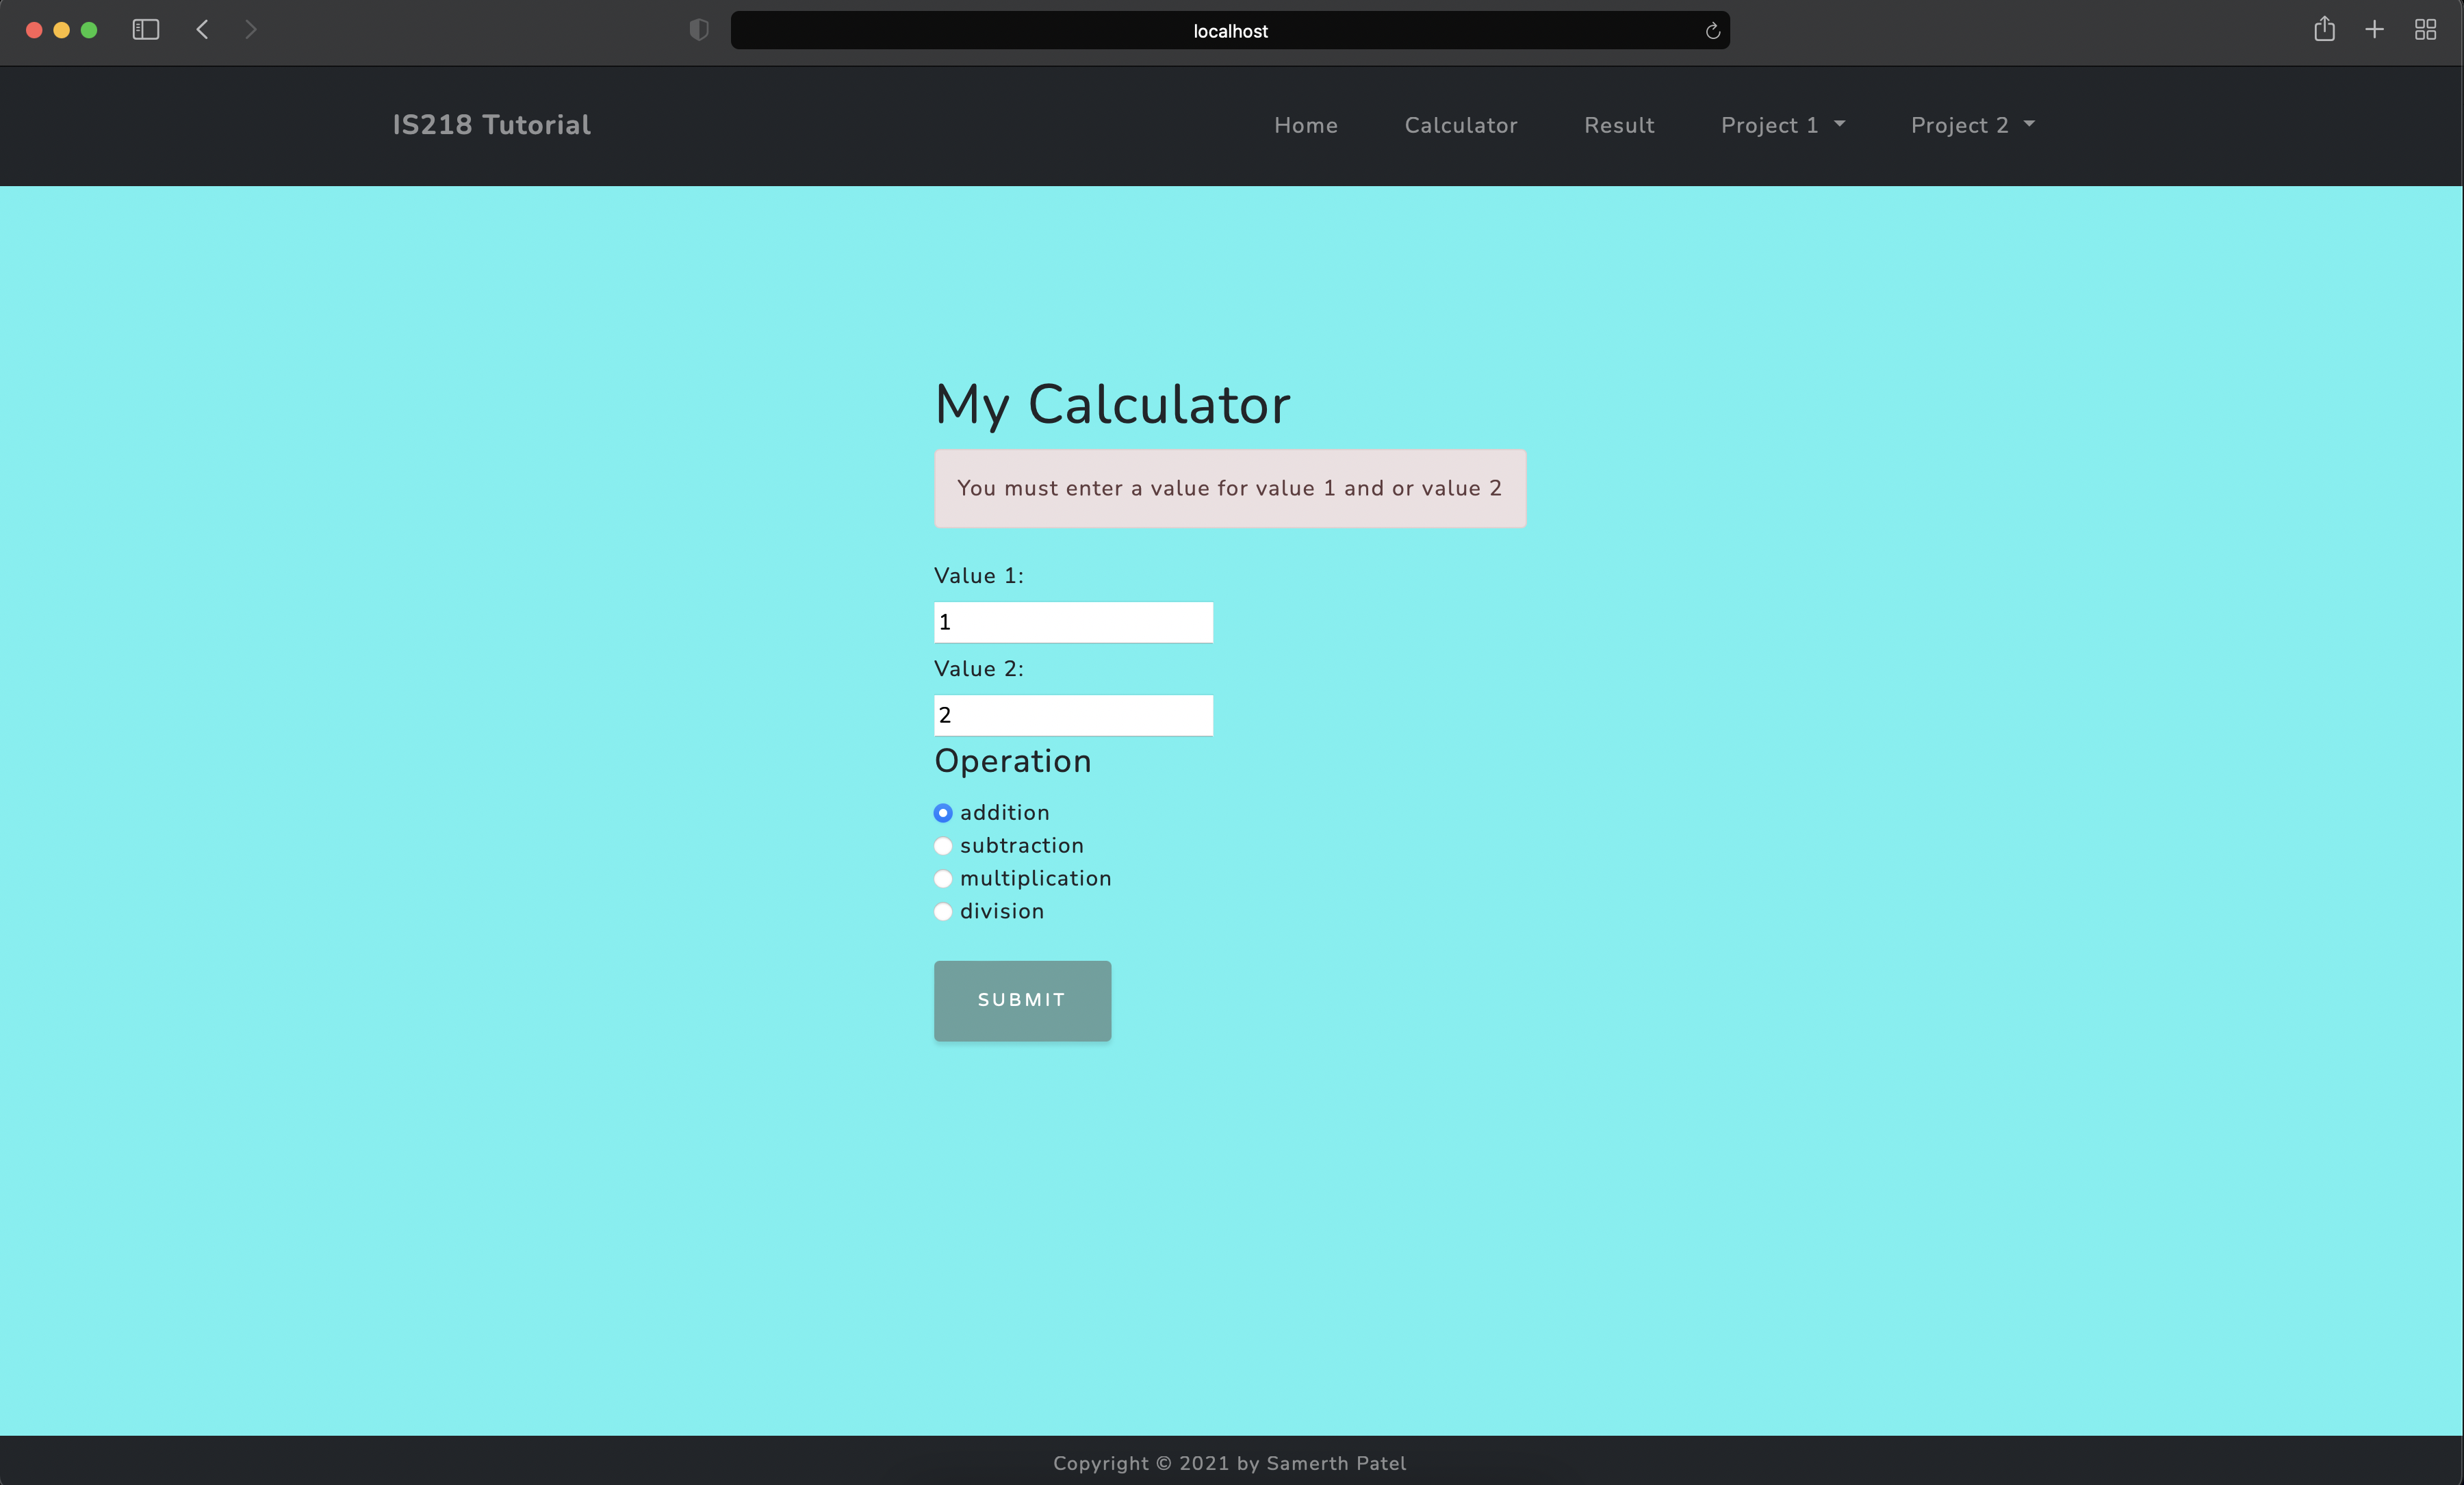 localhost
IS218 Tutorial Home Calculator Result Project 1 Project 2
My Calculator
You must enter a value for value 1 and or value 2
Value 1:
1
Value 2:
2
Operation
addition
subtraction
multiplication
division
SUBMIT
Copyright © 2021 by Samerth Patel